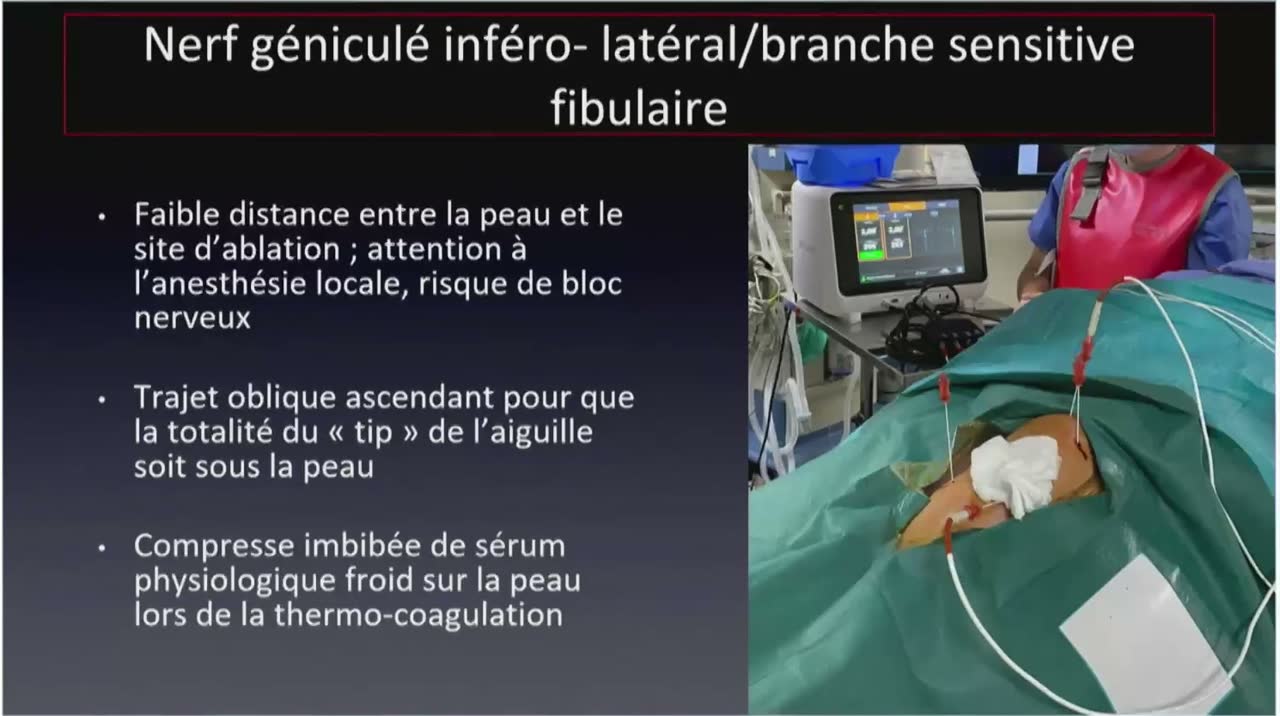 Nerf géniculé inféro- latéral/branche sensitive
fibulaire
• Faible distance entre la peau et le
site d'ablation ; attention à
l'anesthésie locale, risque de bloc
nerveux
• Trajet oblique ascendant pour que
la totalité du « tip » de l'aiguille
soit sous la peau
• Compresse imbibée de sérum
physiologique froid sur la peau
lors de la thermo-coagulation